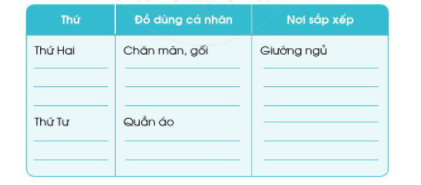 Thứ Đồ dùng cá nhân Nơi sắp xếp
Thứ Hai Chăn màn, gối Giường ngủ
Thứ Tư Quần áo